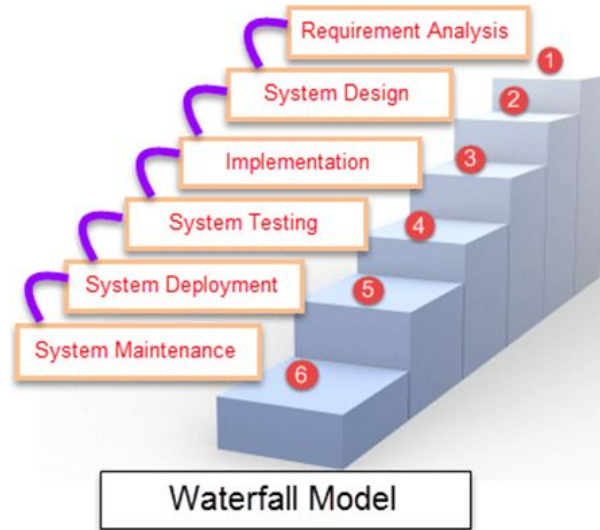 Requirement Analysis
1
System Design
2
Implementation
3
System Testing
4
System Deployment
5
System Maintenance
6
Waterfall Model